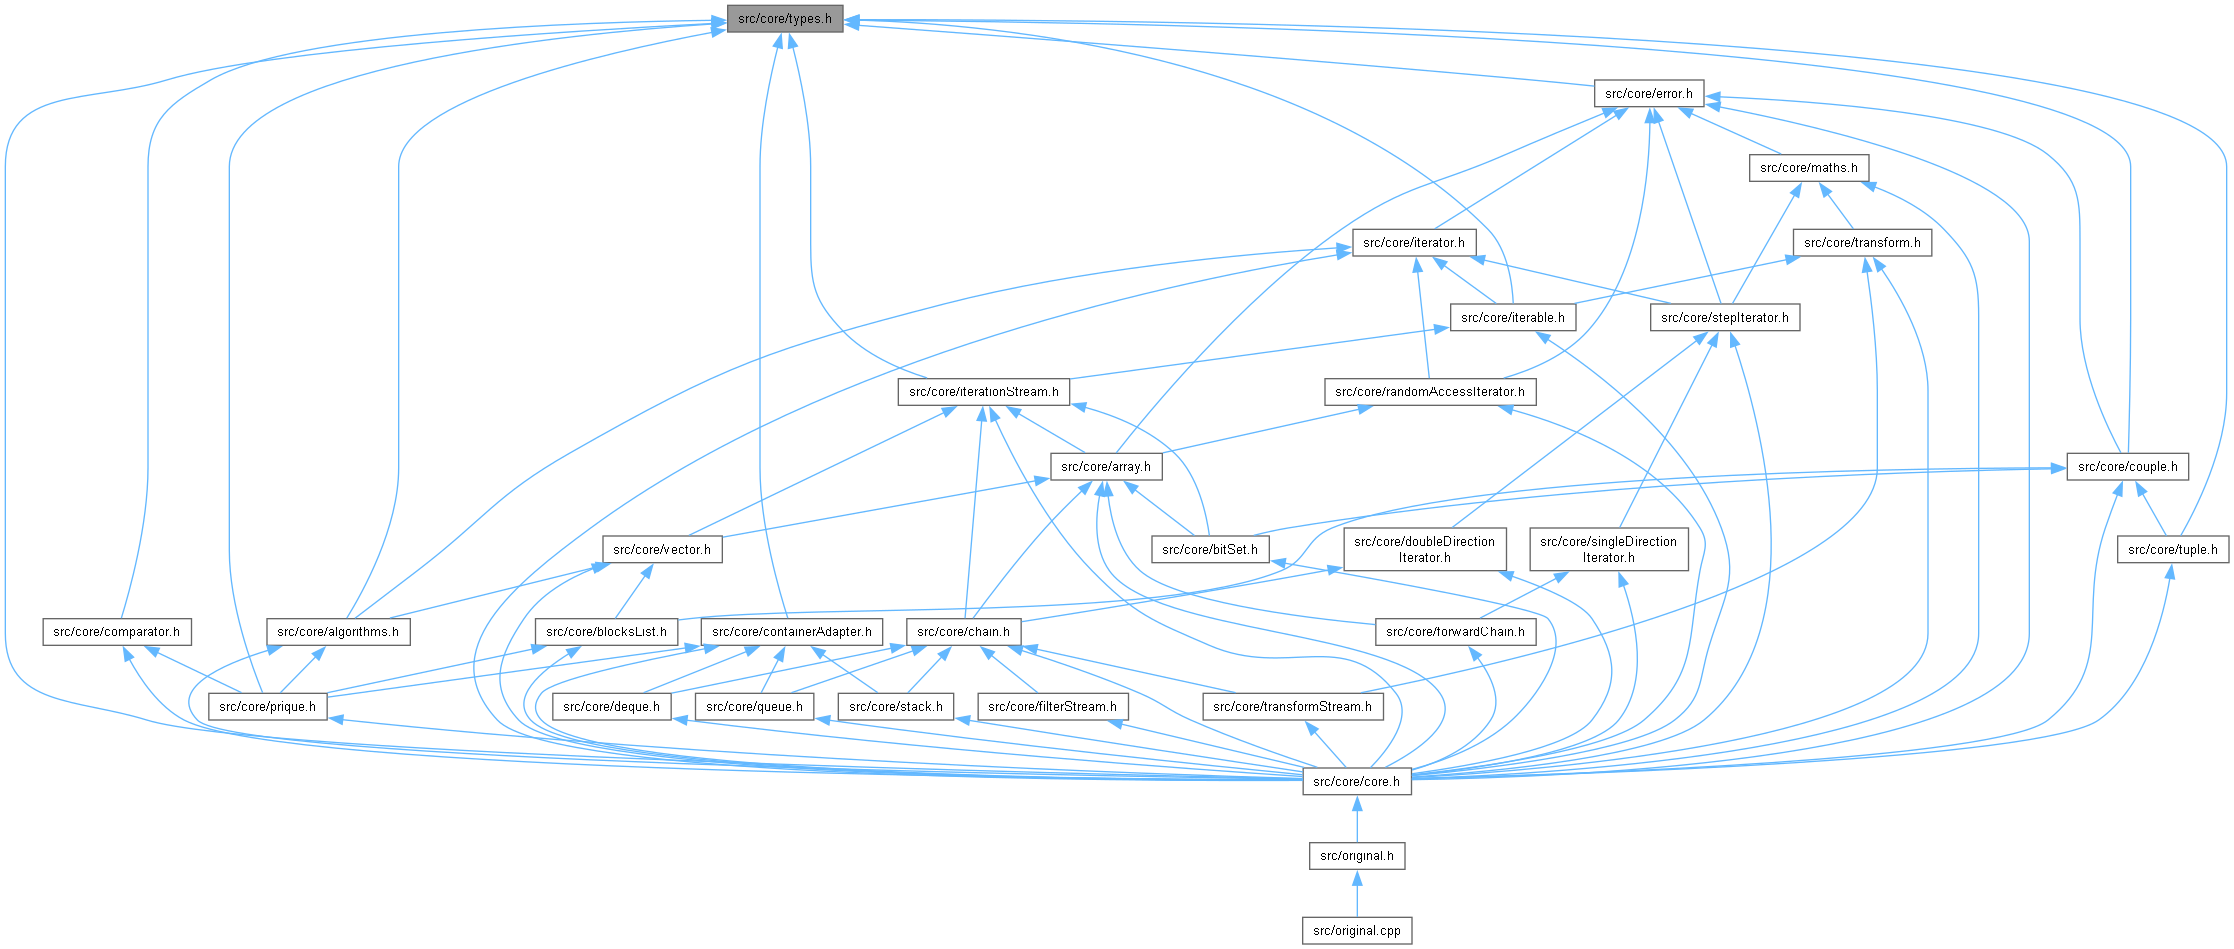 src/core/types.h
src/core/error.h
src/core/maths.h
src/core/iterator.h
src/core/transform.h
src/core/iterable.h
src/core/stepIterator.h
src/core/iterationStream.h
src/core/randomAccessIterator.h
src/core/array.h
src/core/couple.h
src/core/vector.h
src/core/bitSet.h
src/core/doubleDirection
Iterator.h
src/core/singleDirection
Iterator.h
src/core/tuple.h
src/core/comparator.h
src/core/algorithms.h
src/core/blocksList.h
src/core/containerAdapter.h
src/core/chain.h
src/core/forwardChain.h
src/core/prique.h
src/core/deque.h
src/core/queue.h
src/core/stack.h
src/core/filterStream.h
src/core/transformStream.h
src/core/core.h
src/original.h
src/original.cpp